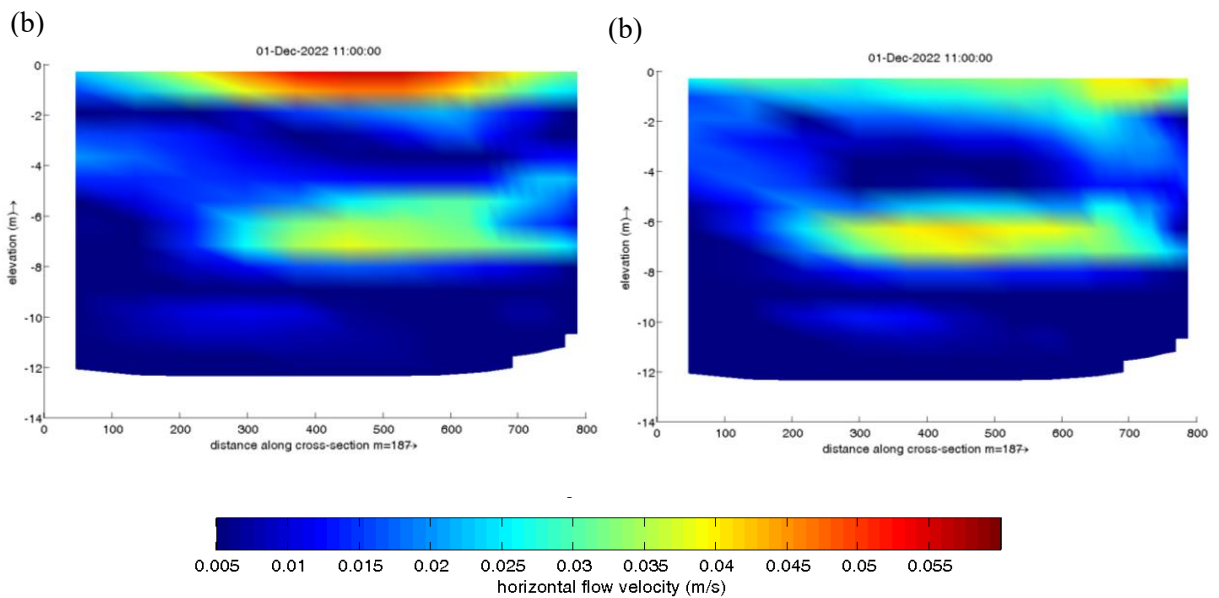 (b)
01-Dec-2022 11:00:00
0
-2
-4
-6
-8
-10
-12
-14
elevation (m)→
0 100 200 300 400 500 600 700 800
distance along cross-section m=187→
(b)
01-Dec-2022 11:00:00
0
-2
-4
-6
-8
-10
-12
-14
elevation (m)→
0 100 200 300 400 500 600 700 800
distance along cross-section m=187→
0.005 0.01 0.015 0.02 0.025 0.03 0.035 0.04 0.045 0.05 0.055
horizontal flow velocity (m/s)